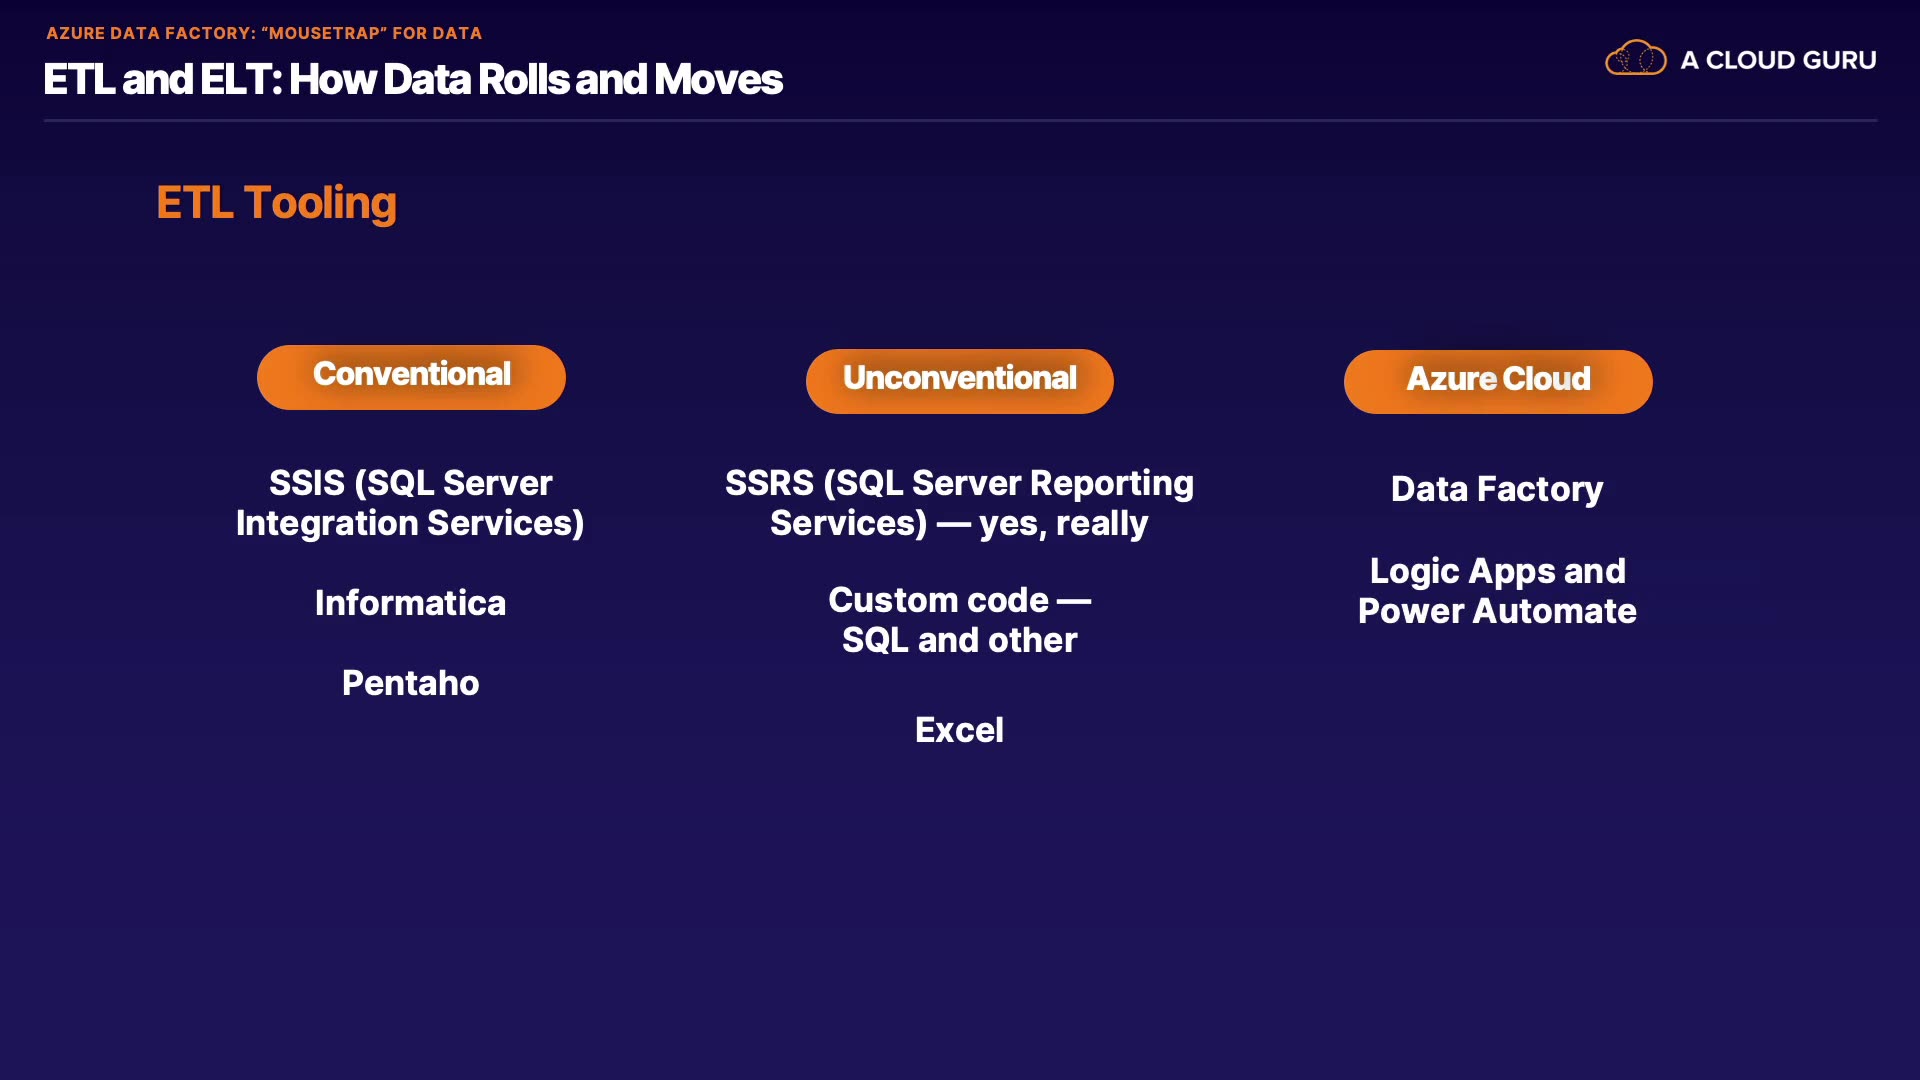 AZURE DATA FACTORY: “MOUSETRAP” FOR DATA
ETL and ELT: How Data Rolls and Moves
A CLOUD GURU
ETL Tooling
Conventional
SSIS (SQL Server
Integration Services)
Informatica
Pentaho
Unconventional
SSRS (SQL Server Reporting
Services) — yes, really
Custom code —
SQL and other
Excel
Azure Cloud
Data Factory
Logic Apps and
Power Automate